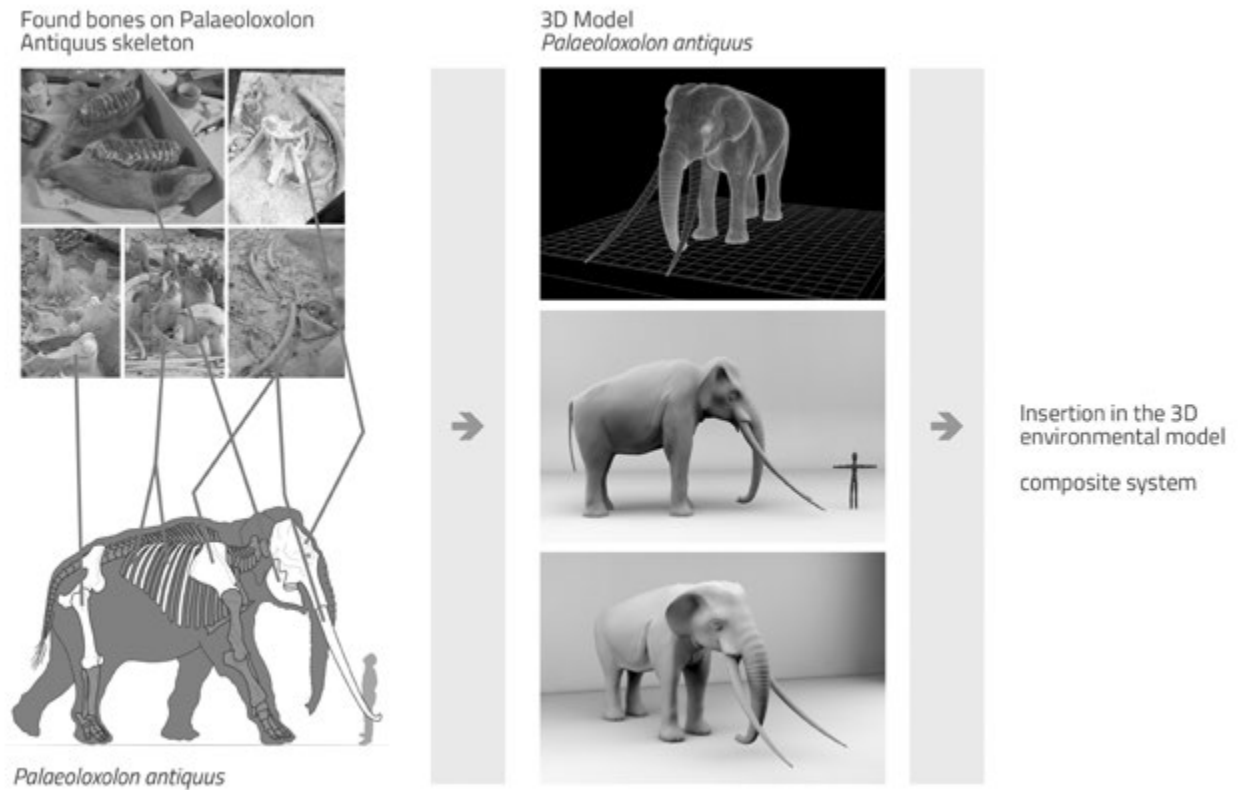 Found bones on Palaeoloxolon
Antiquus skeleton
3D Model
Palaeoloxolon antiquus
Insertion in the 3D
environmental model
composite system
Palaeoloxolon antiquus